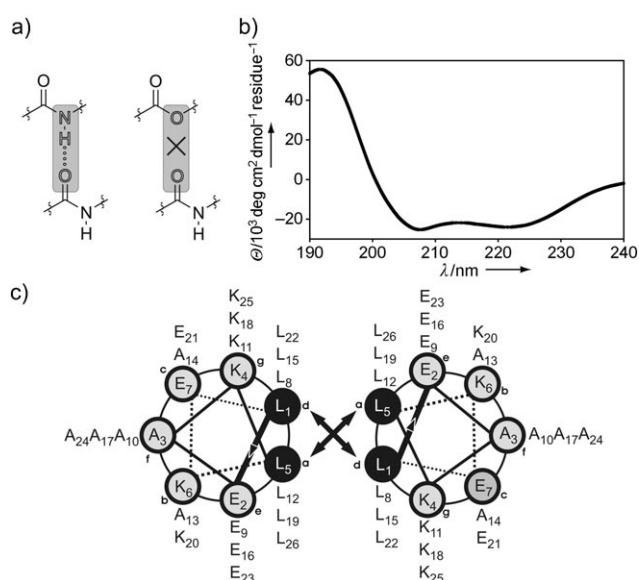 a)
O
N
H
O
N
H
O
O
O
N
H
b)
60
40
20
0
−20
Θ/10³ deg cm² dmol⁻¹ residue⁻¹
190 200 210 220 230 240
λ/nm
c)
K₂₅
K₁₈
K₁₁
E₂₁
A₁₄
L₂₂
L₁₅
L₈
K₄ g
c E₇
L₁ d
A₂₄A₁₇A₁₀ A₃
f
L₅ a
b K₆
E₂ e
A₁₃
K₂₀
E₉
E₁₆
E₂₃
L₁₂
L₁₉
L₂₆
E₂₃
E₁₆
E₉
L₂₆
L₁₉
L₁₂
K₂₀
A₁₃
E₂ e
a L₅
K₆ b
A₃ A₁₀A₁₇A₂₄
f
d L₁
E₇ c
K₄ g
L₈
L₁₅
L₂₂
K₁₁
K₁₈
K₂₅
A₁₄
E₂₁